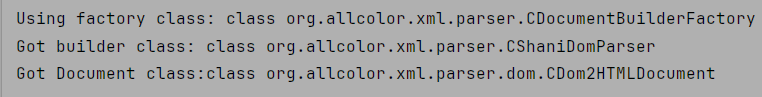 Using factory class: class org.allcolor.xml.parser.CDocumentBuilderFactory
Got builder class: class org.allcolor.xml.parser.CShaniDomParser
Got Document class:class org.allcolor.xml.parser.dom.CDom2HTMLDocument